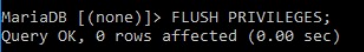 MariaDB [(none)]> FLUSH PRIVILEGES;
Query OK, 0 rows affected (0.00 sec)